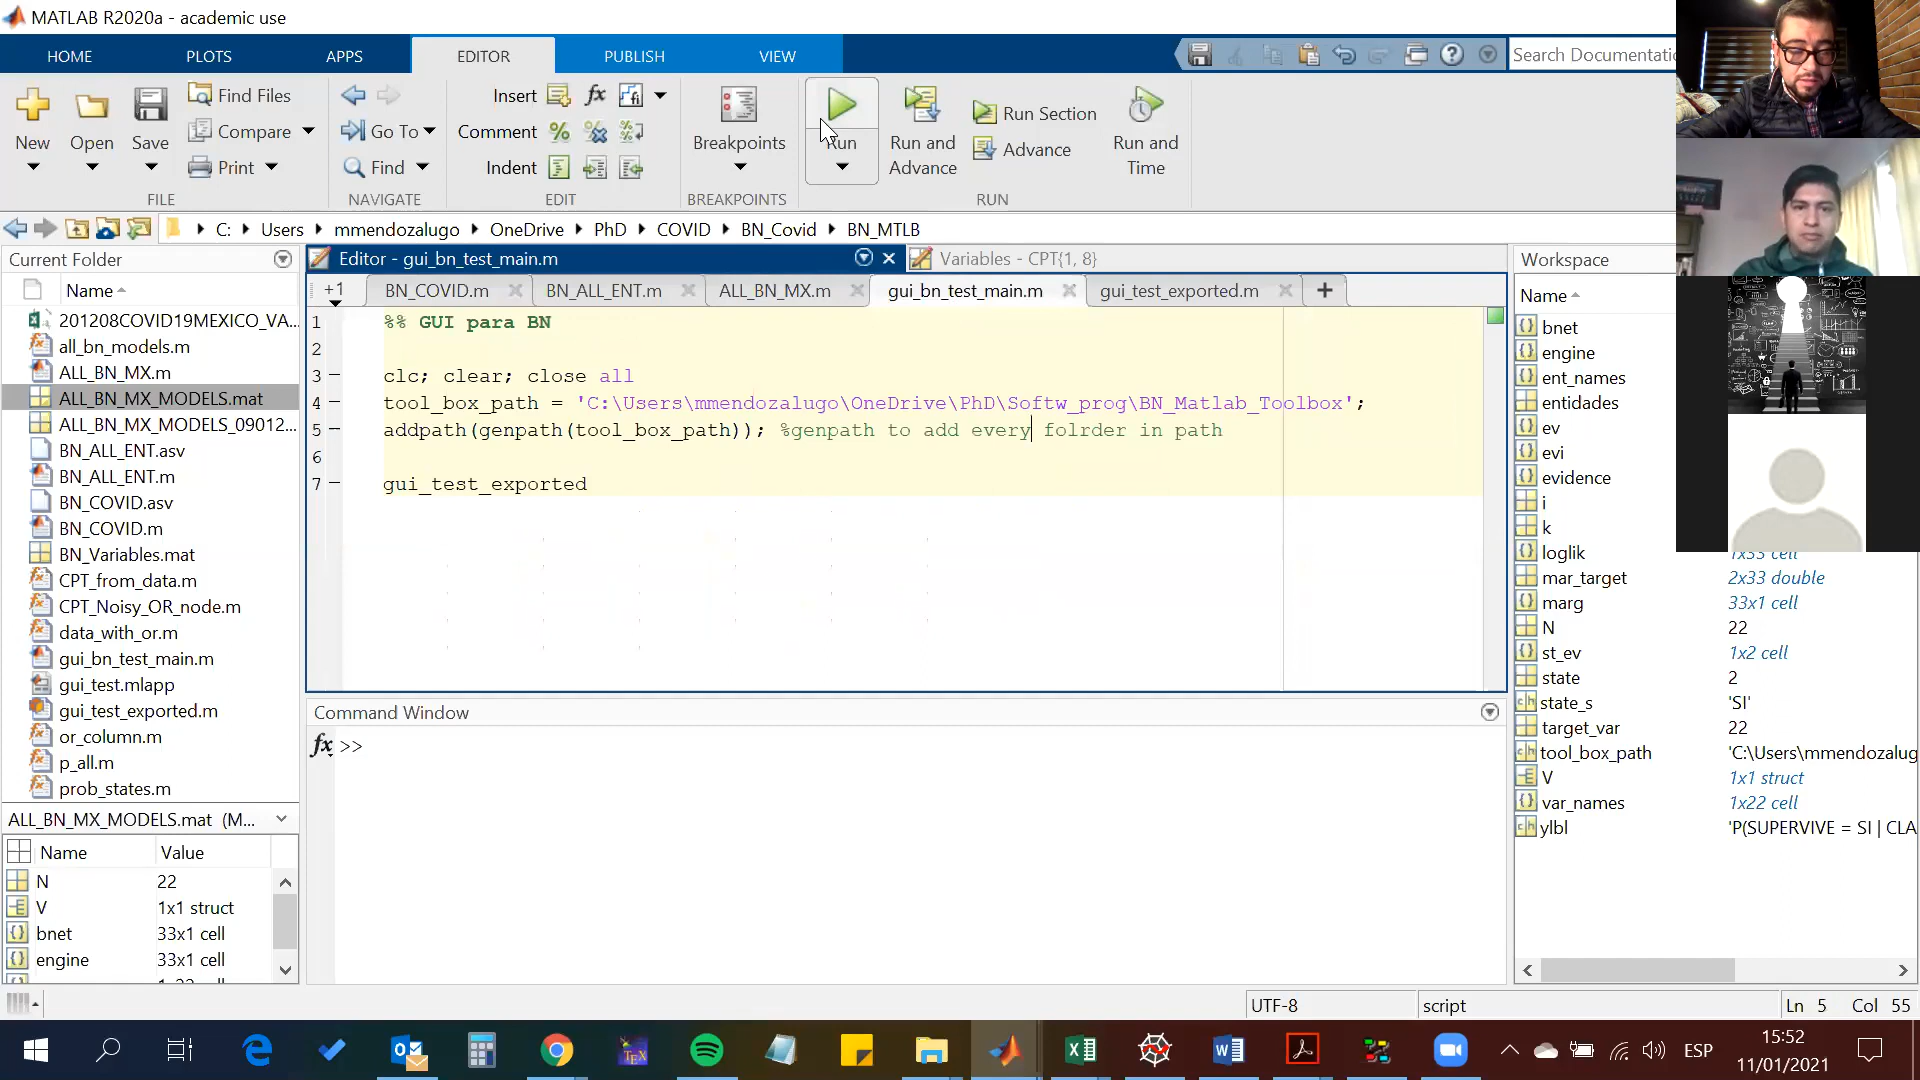 MATLAB R2020a - academic use
HOME PLOTS APPS EDITOR PUBLISH VIEW
Search Documentatio
New Open Save Find Files Compare Print
Go To Find
Insert Comment Indent
Breakpoints
Run Run and Advance Run Section Advance Run and Time
FILE NAVIGATE EDIT BREAKPOINTS RUN
C: Users mmendozalugo OneDrive PhD COVID BN_Covid BN_MTLB
Current Folder
Name
201208COVID19MEXICO_VA...
all_bn_models.m
ALL_BN_MX.m
ALL_BN_MX_MODELS.mat
ALL_BN_MX_MODELS_09012...
BN_ALL_ENT.asv
BN_ALL_ENT.m
BN_COVID.asv
BN_COVID.m
BN_Variables.mat
CPT_from_data.m
CPT_Noisy_OR_node.m
data_with_or.m
gui_bn_test_main.m
gui_test.mlapp
gui_test_exported.m
or_column.m
p_all.m
prob_states.m
ALL_BN_MX_MODELS.mat (M...
Name Value
N 22
V 1x1 struct
bnet 33x1 cell
engine 33x1 cell
Editor - gui_bn_test_main.m
Variables - CPT{1, 8}
+1 BN_COVID.m BN_ALL_ENT.m ALL_BN_MX.m gui_bn_test_main.m gui_test_exported.m +
1 %% GUI para BN
2
3 clc; clear; close all
4 tool_box_path = 'C:\Users\mmendozalugo\OneDrive\PhD\Softw_prog\BN_Matlab_Toolbox';
5 addpath(genpath(tool_box_path)); %genpath to add every folrder in path
6
7 gui_test_exported
Command Window
fx >>
Workspace
Name
bnet
engine
ent_names
entidades
ev
evi
evidence
i
k
loglik 1x33 cell
mar_target 2x33 double
marg 33x1 cell
N 22
st_ev 1x2 cell
state 2
state_s 'SI'
target_var 22
tool_box_path 'C:\Users\mmendozalug
V 1x1 struct
var_names 1x22 cell
ylbl 'P(SUPERVIVE = SI | CLA
UTF-8 script Ln 5 Col 55
ESP
15:52
11/01/2021